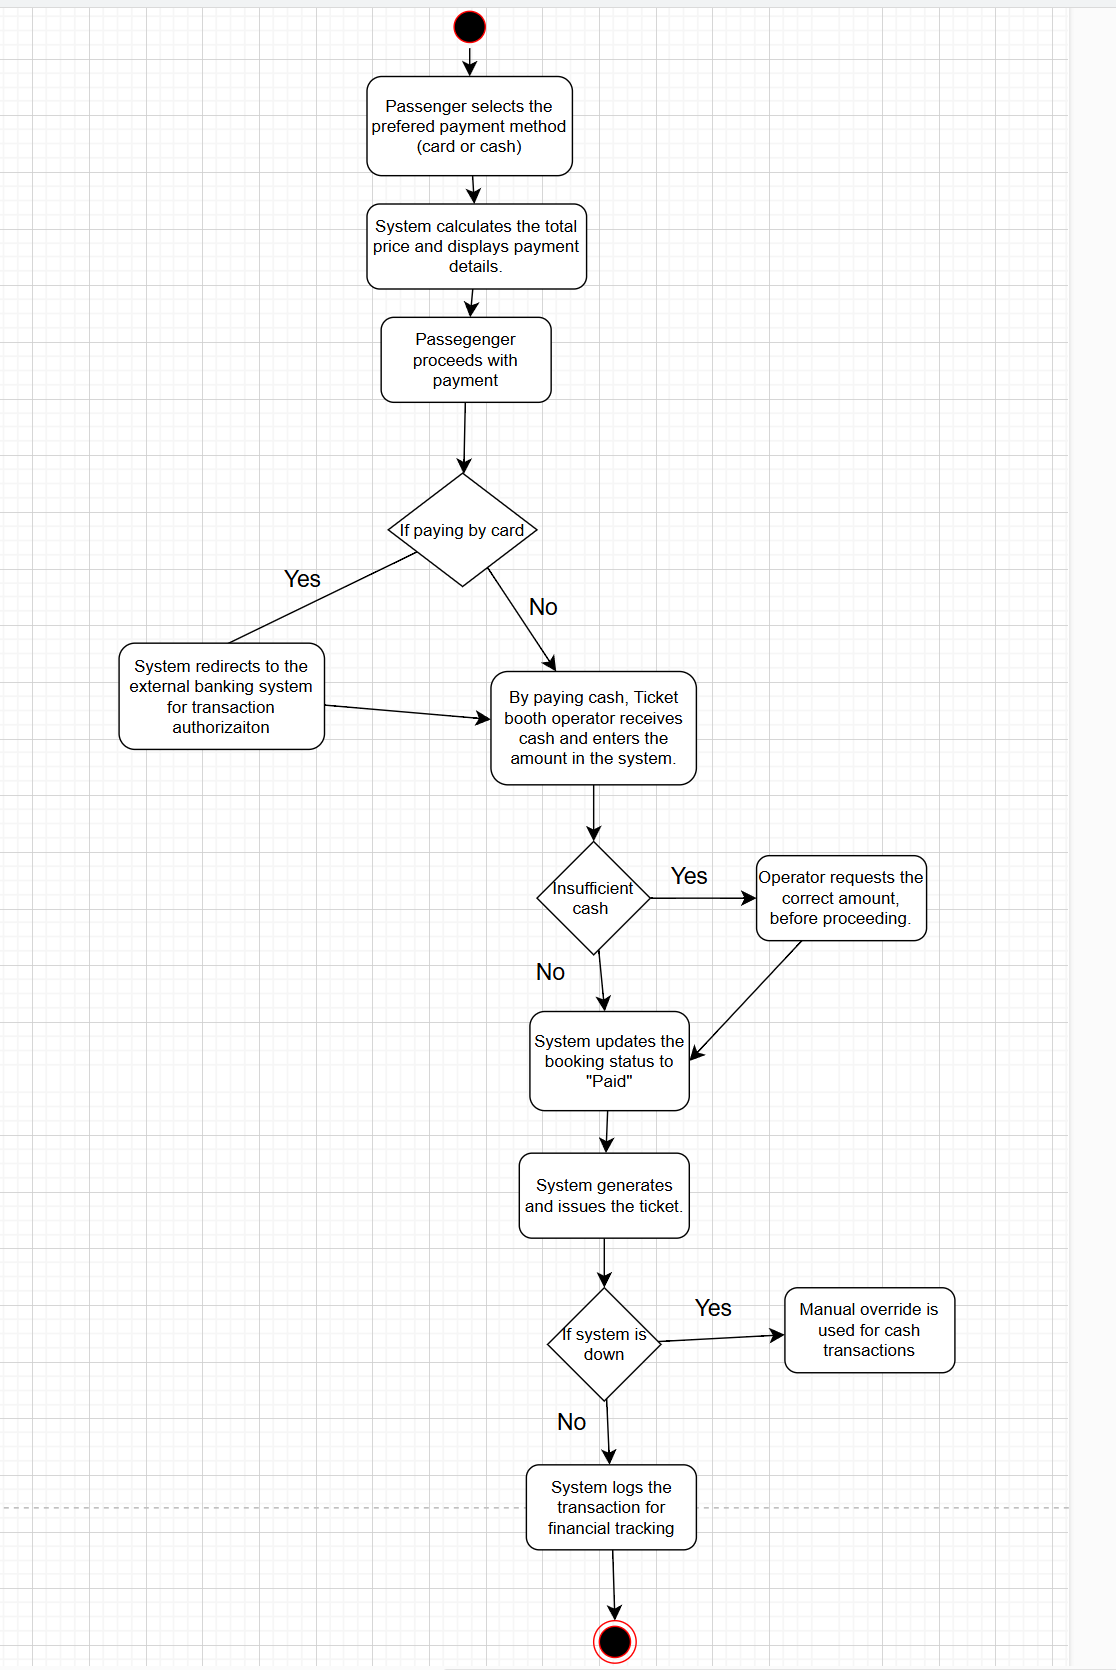 Passenger selects the
prefered payment method
(card or cash)
System calculates the total
price and displays payment
details.
Passegenger
proceeds with
payment
If paying by card
Yes
No
System redirects to the
external banking system
for transaction
authorizaiton
By paying cash, Ticket
booth operator receives
cash and enters the
amount in the system.
Insufficient
cash
Yes
Operator requests the
correct amount,
before proceeding.
No
System updates the
booking status to
"Paid"
System generates
and issues the ticket.
If system is
down
Yes
Manual override is
used for cash
transactions
No
System logs the
transaction for
financial tracking